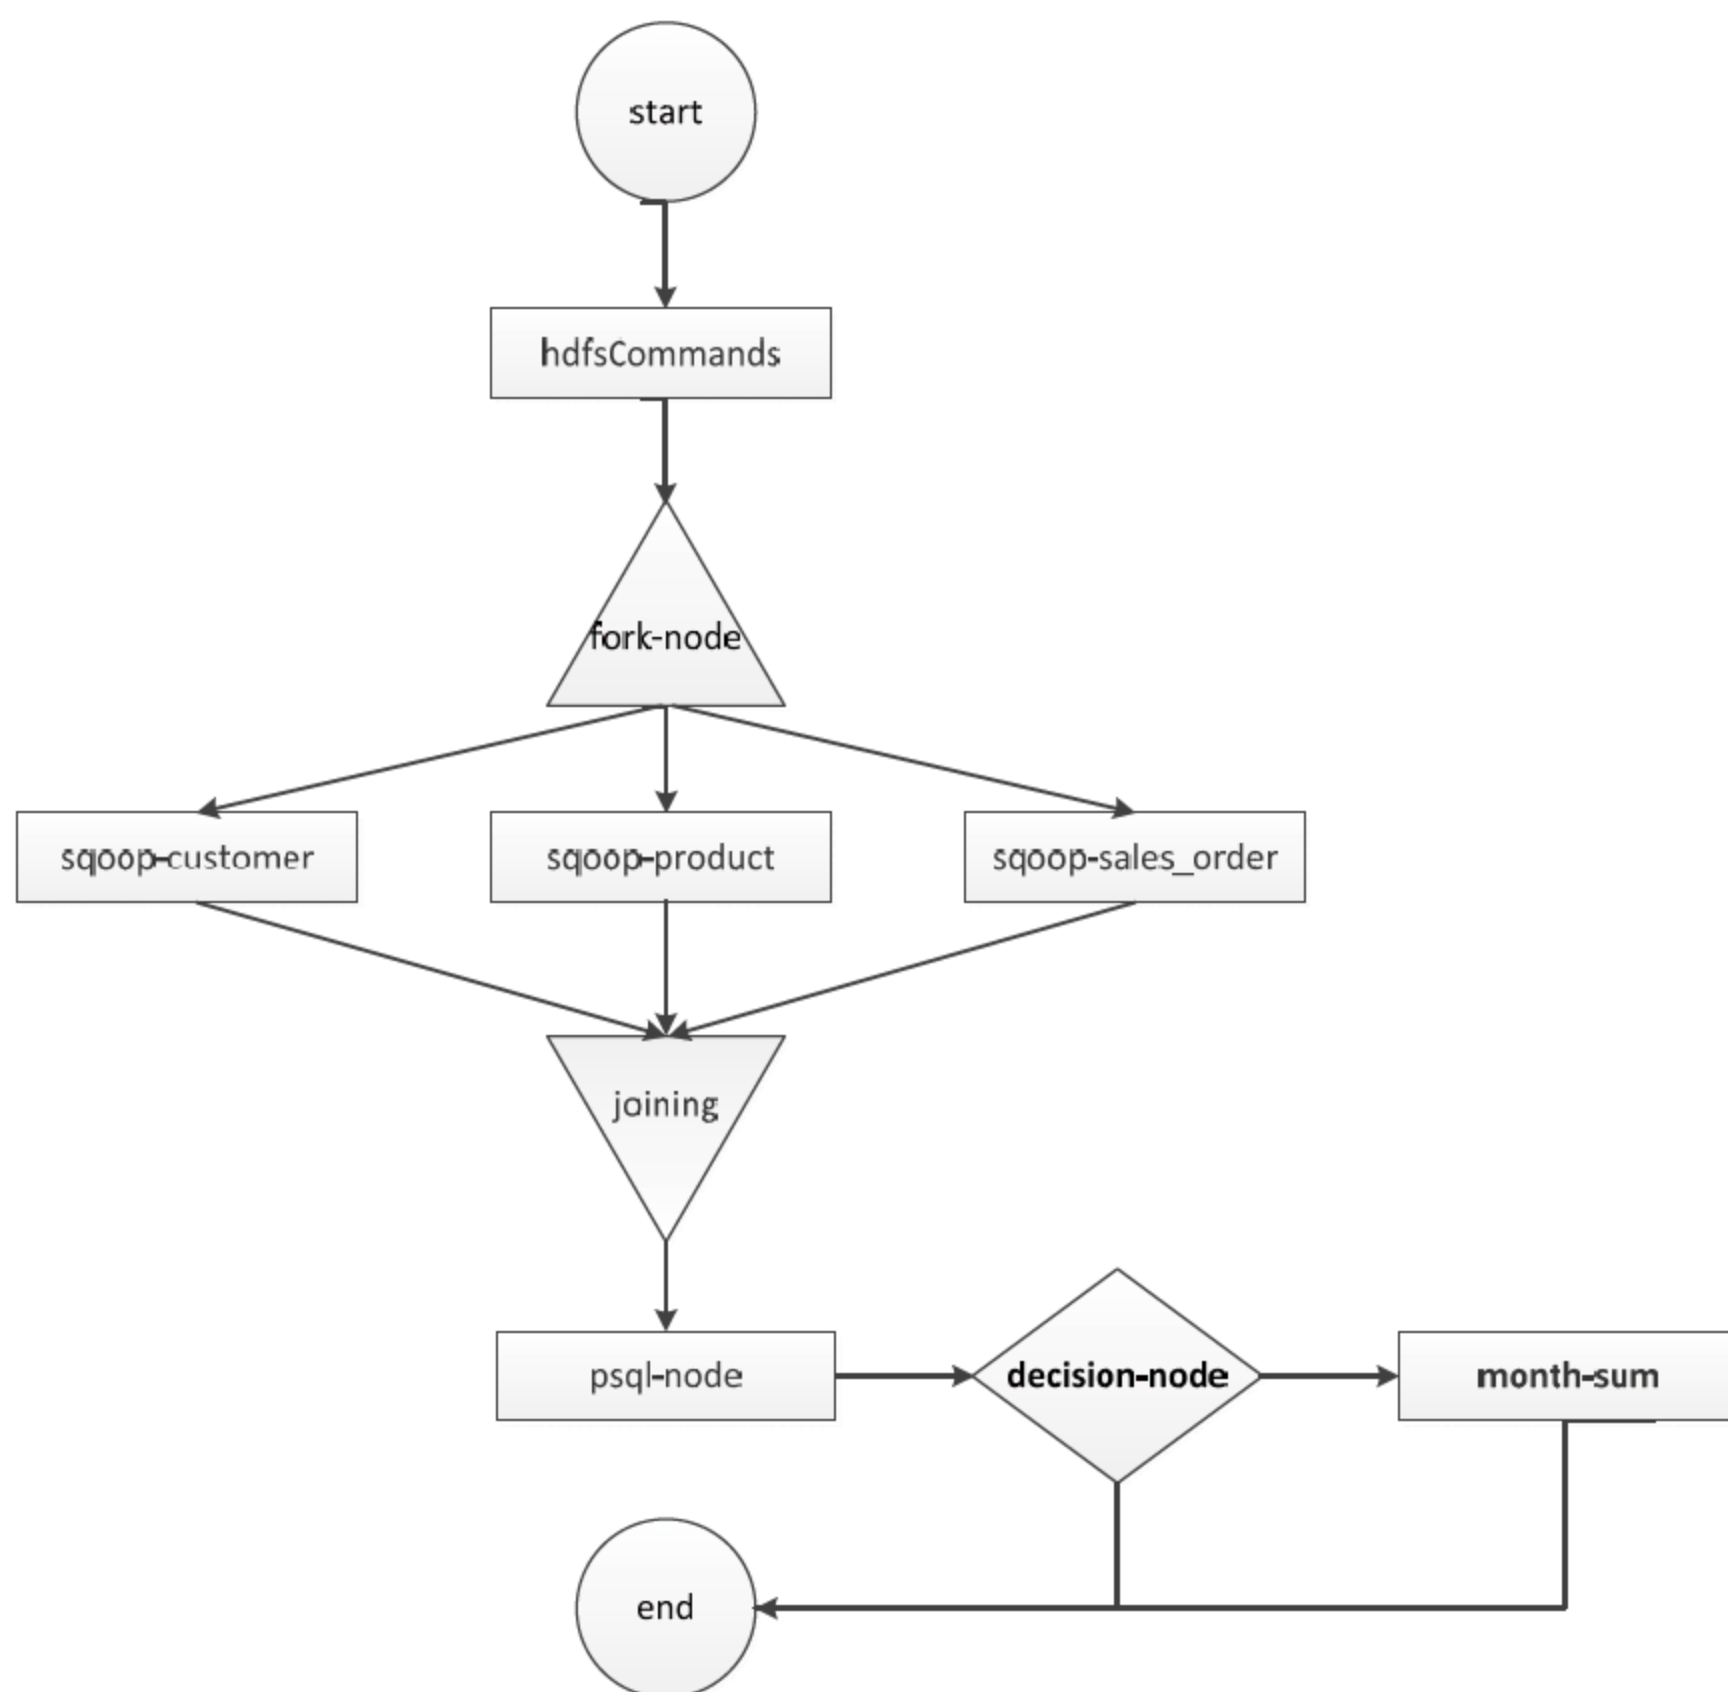 start
hdfsCommands
fork-node
sqoop-customer
sqoop-product
sqoop-sales_order
joining
psql-node
decision-node
month-sum
end